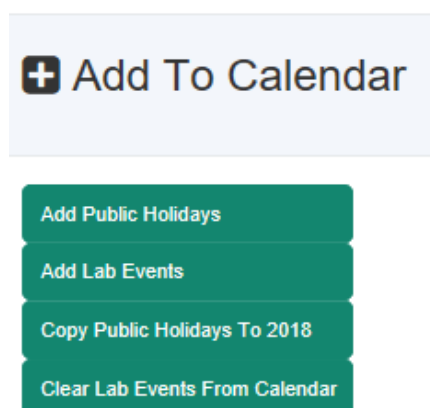 Add To Calendar
Add Public Holidays
Add Lab Events
Copy Public Holidays To 2018
Clear Lab Events From Calendar